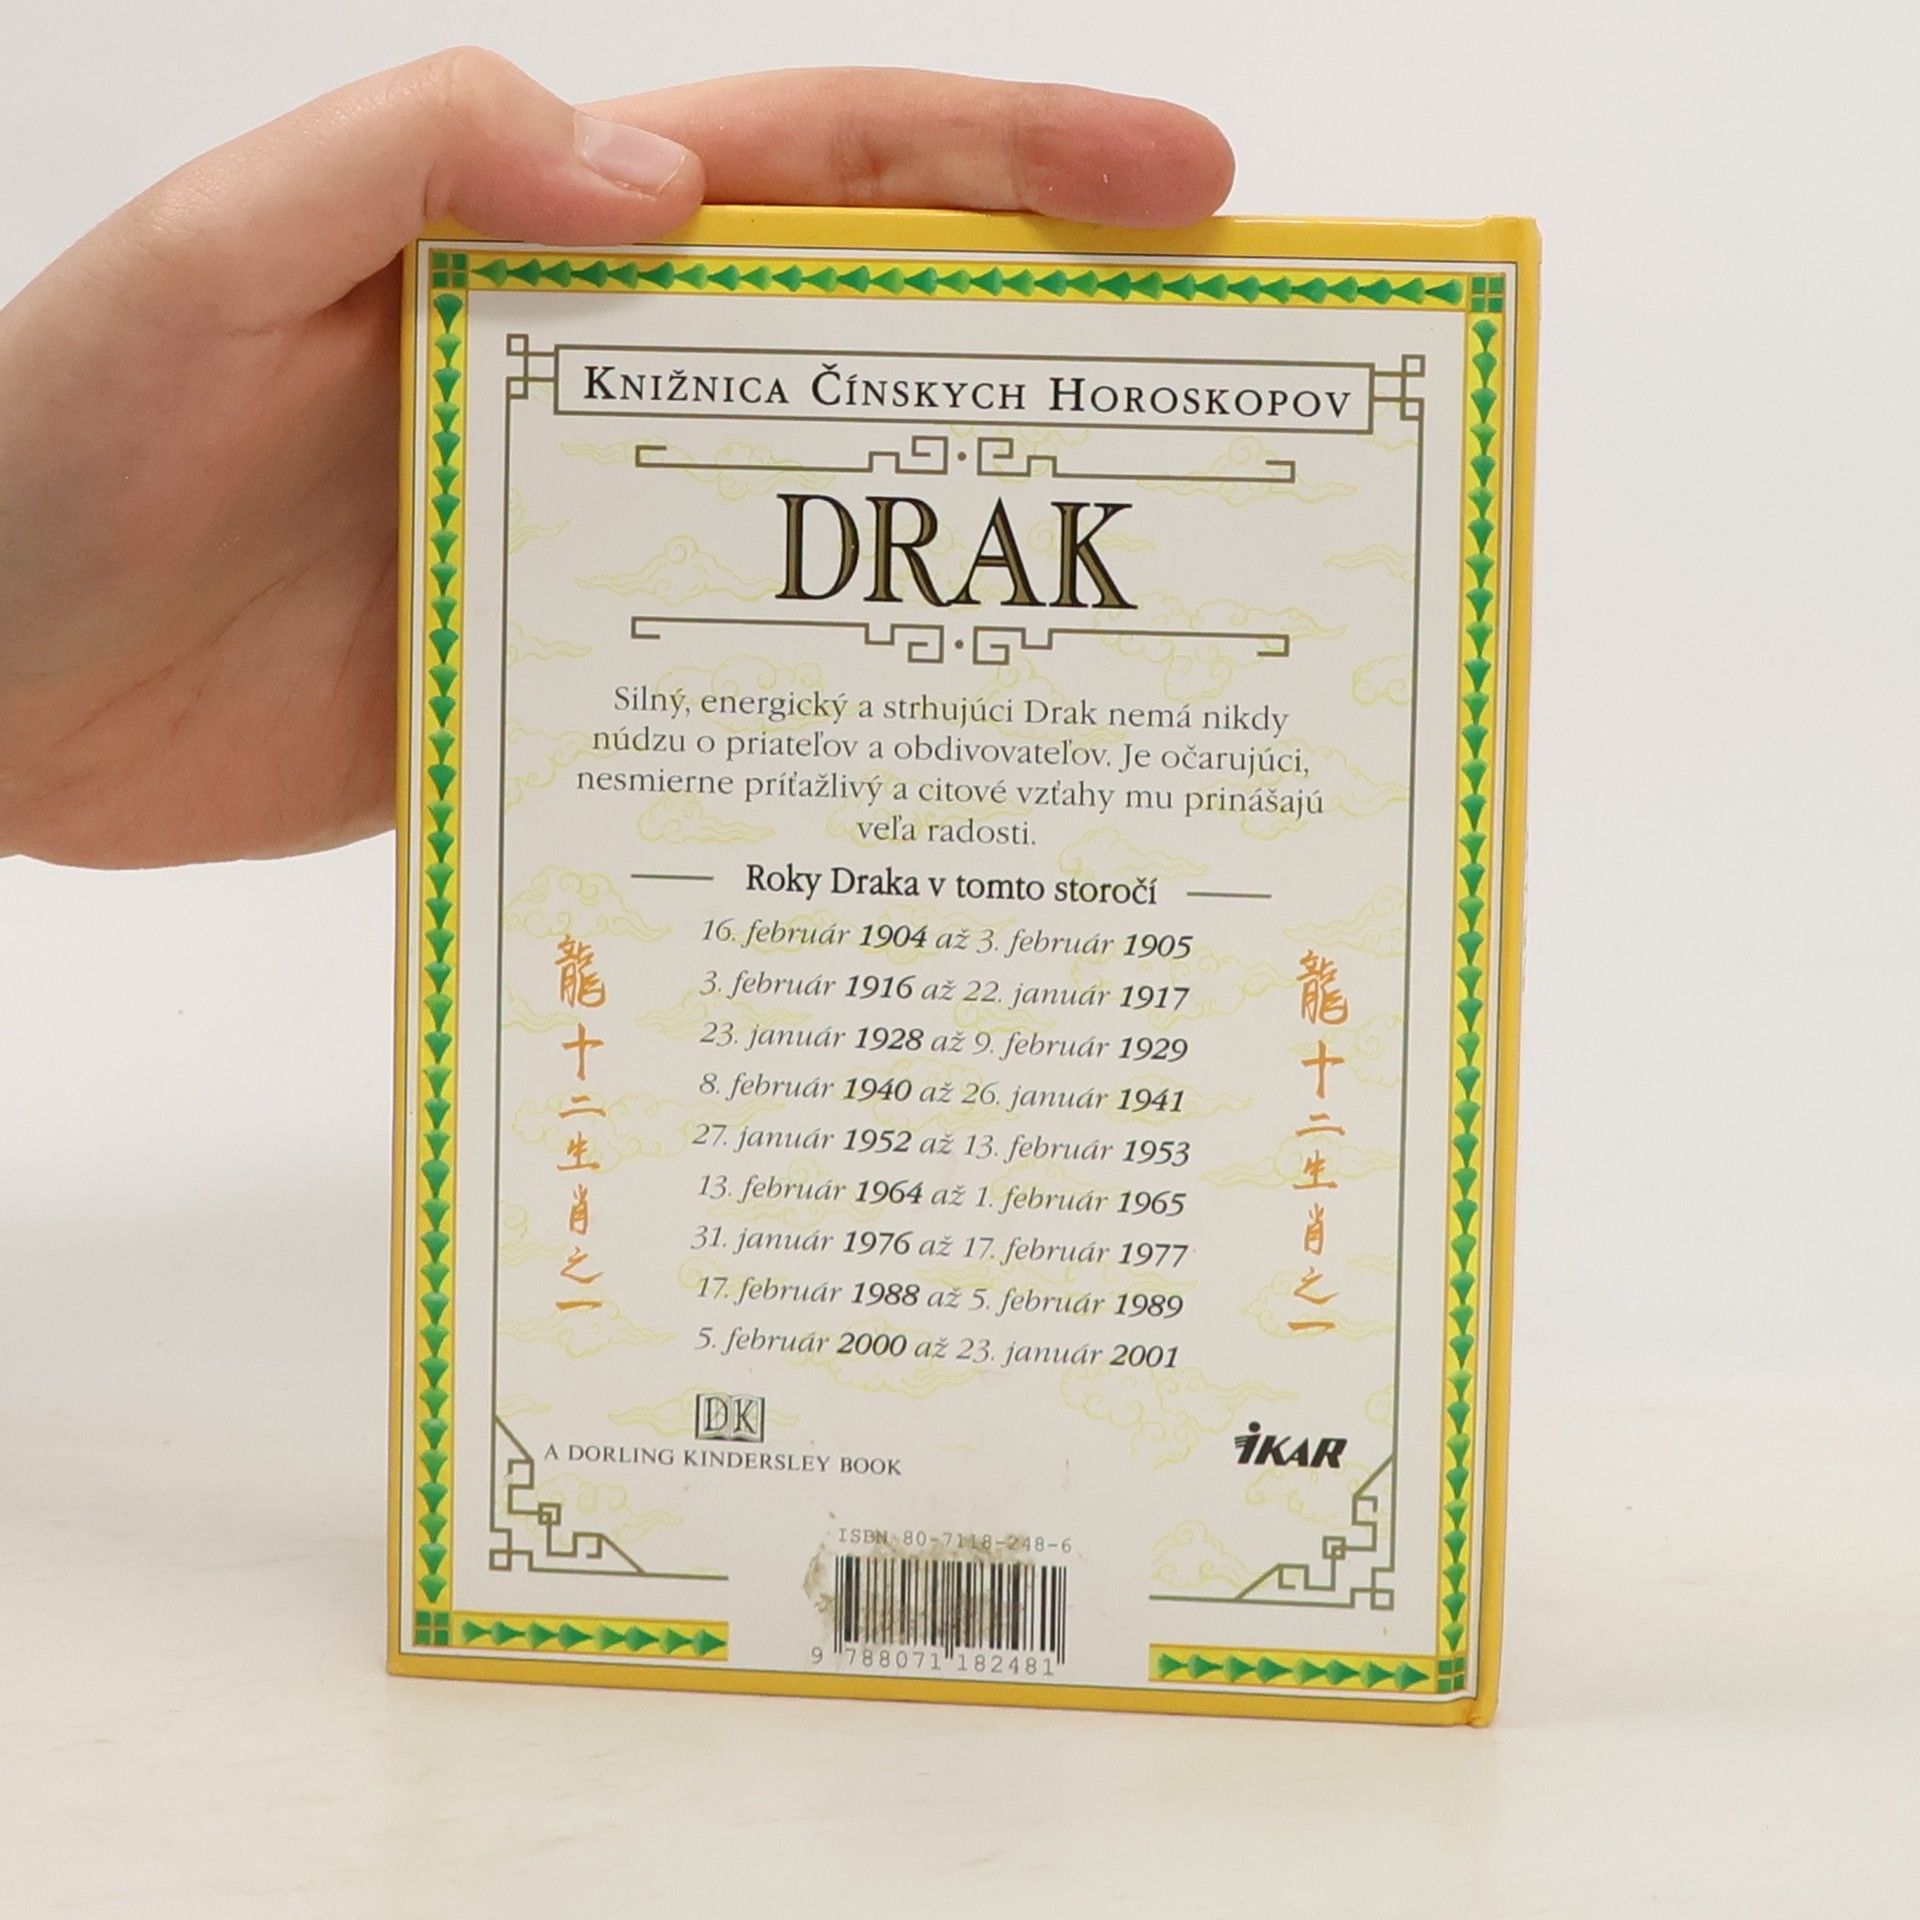 KNIŽNICA ČÍNSKYCH HOROSKOPOV
DRAK
Silný, energický a strhujúci Drak nemá nikdy
núdzu o priateľov a obdivovateľov. Je očarujúci,
nesmierne príťažlivý a citové vzťahy mu prinášajú
veľa radosti.
Roky Draka v tomto storočí
16. február 1904 až 3. február 1905
3. február 1916 až 22. január 1917
23. január 1928 až 9. február 1929
8. február 1940 až 26. január 1941
27. január 1952 až 13. február 1953
13. február 1964 až 1. február 1965
31. január 1976 až 17. február 1977
17. február 1988 až 5. február 1989
5. február 2000 až 23. január 2001
龍十二生肖之一
龍十二生肖之一
DK
A DORLING KINDERSLEY BOOK
IKAR
ISBN 80-7118-248-6
9 788071 182481